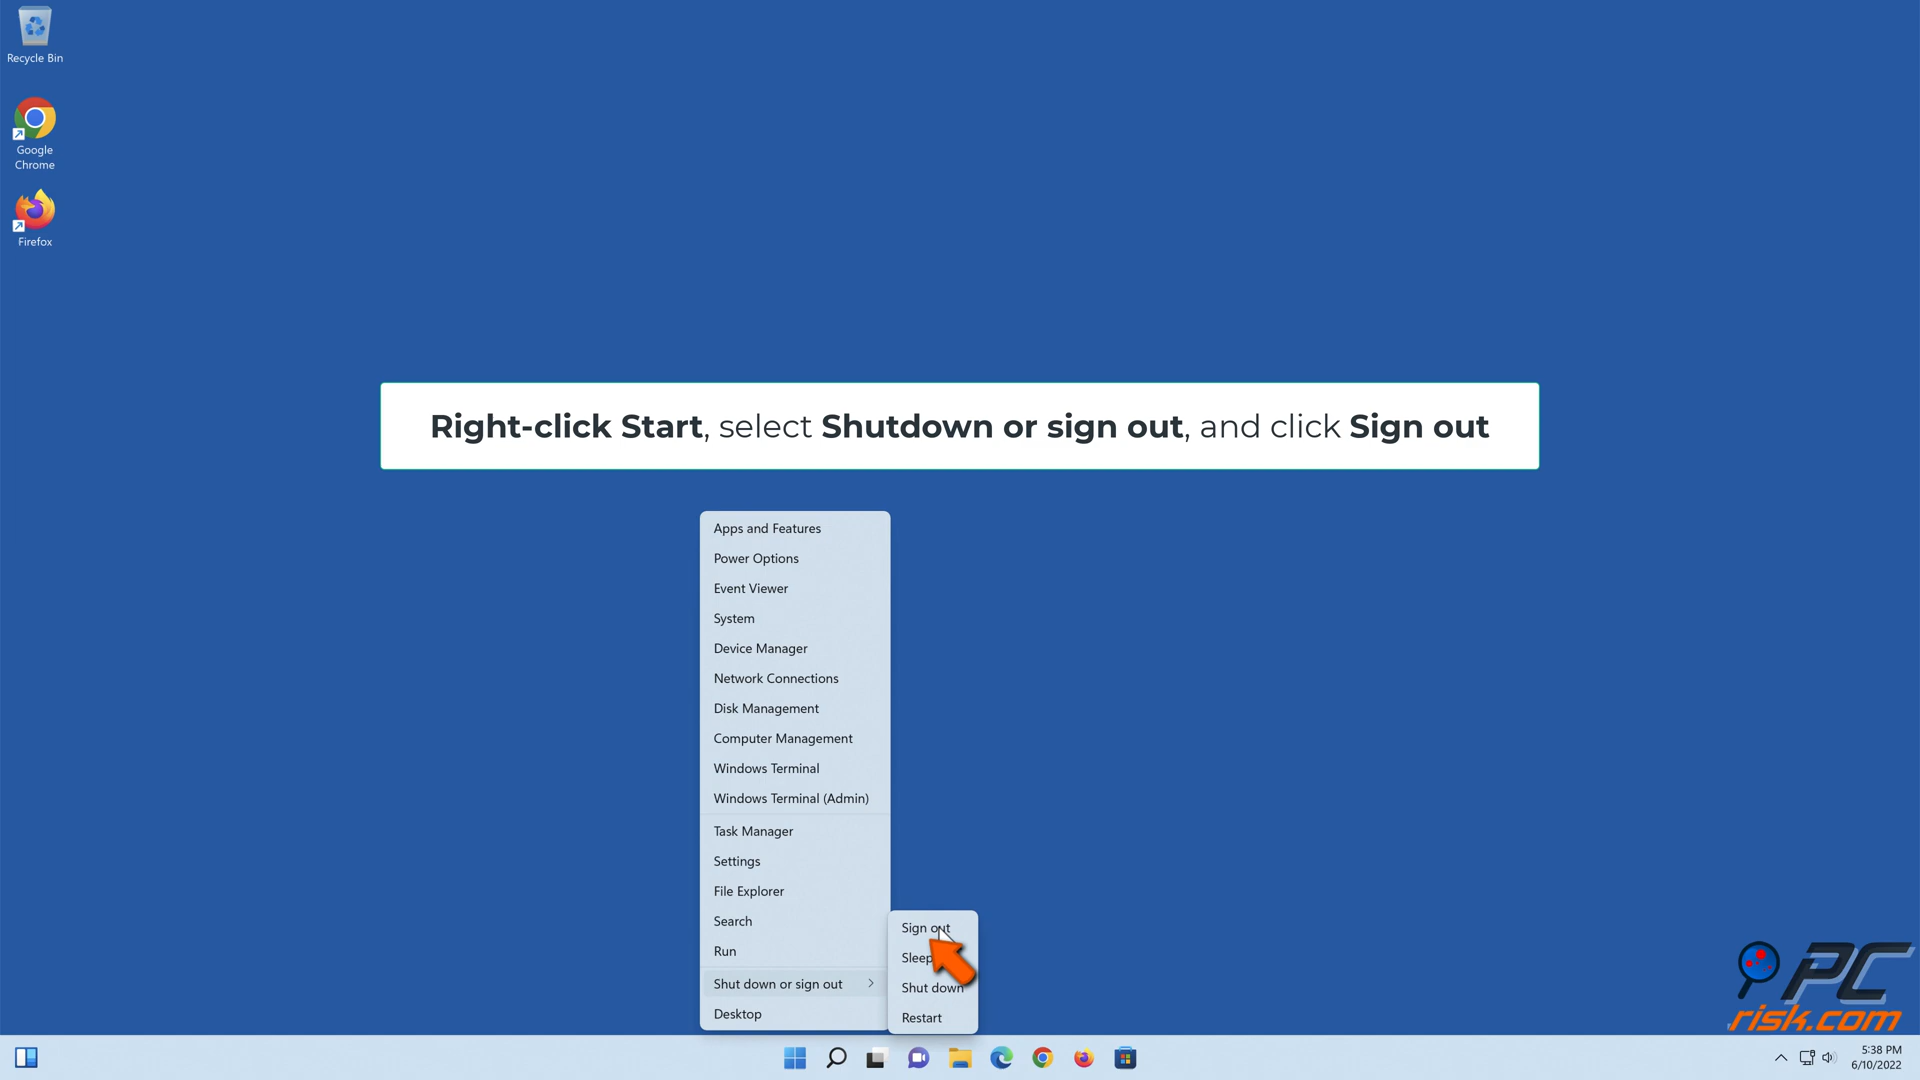 Recycle Bin
Google
Chrome
Firefox
Right-click Start, select Shutdown or sign out, and click Sign out
Apps and Features
Power Options
Event Viewer
System
Device Manager
Network Connections
Disk Management
Computer Management
Windows Terminal
Windows Terminal (Admin)
Task Manager
Settings
File Explorer
Search
Run
Shut down or sign out
Desktop
Sign out
Sleep
Shut down
Restart
PC
risk.com
5:38 PM
6/10/2022